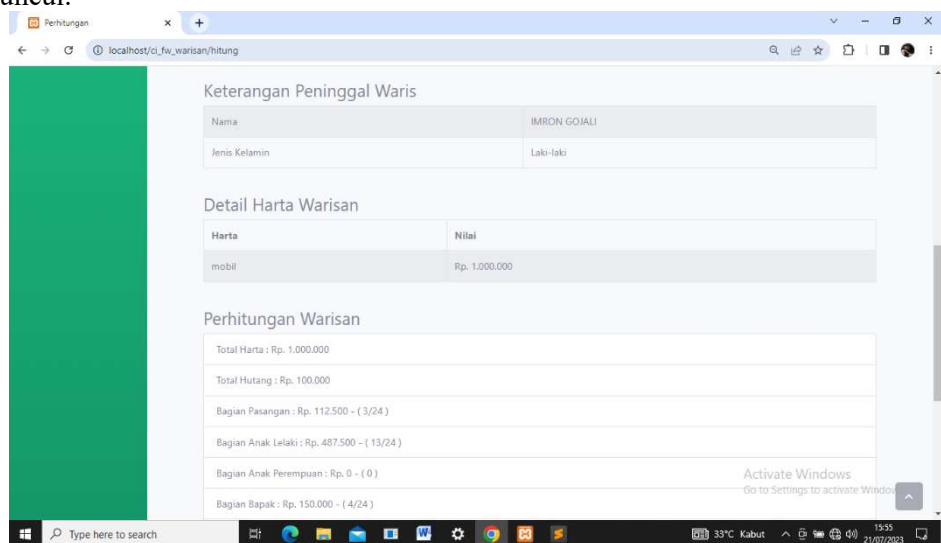 Perhitungan
localhost/ci_fw_warisan/hitung
Keterangan Peninggal Waris
Nama IMRON GOJALI
Jenis Kelamin Laki-laki
Detail Harta Warisan
Harta Nilai
mobil Rp. 1.000.000
Perhitungan Warisan
Total Harta : Rp. 1.000.000
Total Hutang : Rp. 100.000
Bagian Pasangan : Rp. 112.500 - ( 3/24 )
Bagian Anak Lelaki : Rp. 487.500 - ( 13/24 )
Bagian Anak Perempuan : Rp. 0 - ( 0 )
Bagian Bapak : Rp. 150.000 - ( 4/24 )
Activate Windows
Go to Settings to activate Window
Type here to search
33°C Kabut
15:55
21/07/2023